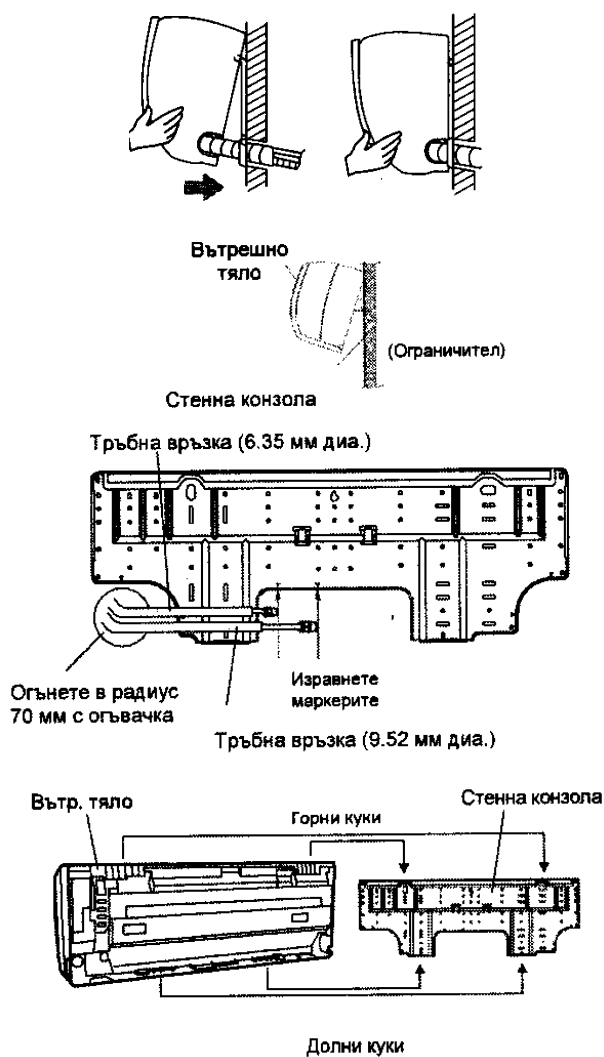 Вътрешно
тяло
(Ограничител)
Стенна конзола
Тръбна връзка (6.35 мм диа.)
Огънете в радиус
70 мм с огъвачка
Изравнете
маркерите
Тръбна връзка (9.52 мм диа.)
Вътр. тяло
Горни куки
Стенна конзола
Долни куки